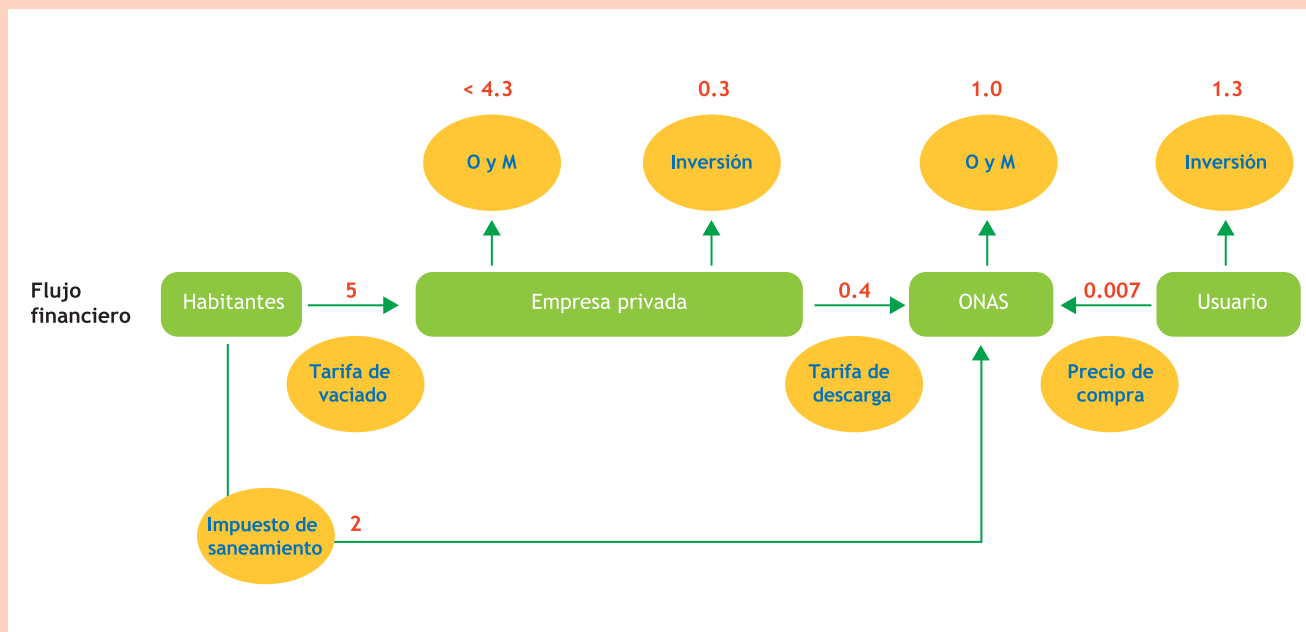 < 4.3
0.3
1.0
1.3
O y M
Inversión
O y M
Inversión
Flujo
financiero
Habitantes
5
Empresa privada
0.4
ONAS
0.007
Usuario
Tarifa de
vaciado
Tarifa de
descarga
Precio de
compra
Impuesto de
saneamiento
2